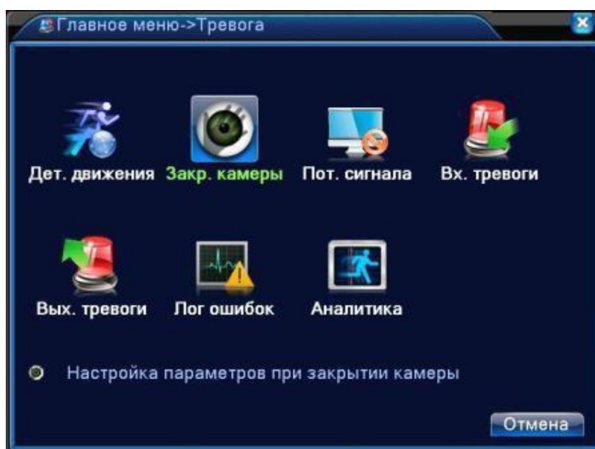 Главное меню->Тревога
Дет. движения Закр. камеры Пот. сигнала Вх. тревоги
Вых. тревоги Лог ошибок Аналитика
Настройка параметров при закрытии камеры
Отмена